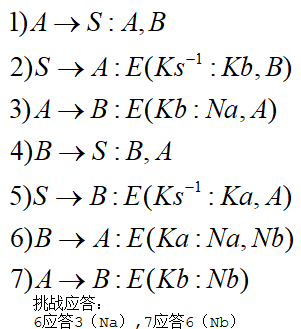 1)A → S : A, B
2)S → A : E(Ks⁻¹ : Kb, B)
3)A → B : E(Kb : Na, A)
4)B → S : B, A
5)S → B : E(Ks⁻¹ : Ka, A)
6)B → A : E(Ka : Na, Nb)
7)A → B : E(Kb : Nb)
挑战应答：
6应答3（Na）,7应答6（Nb）